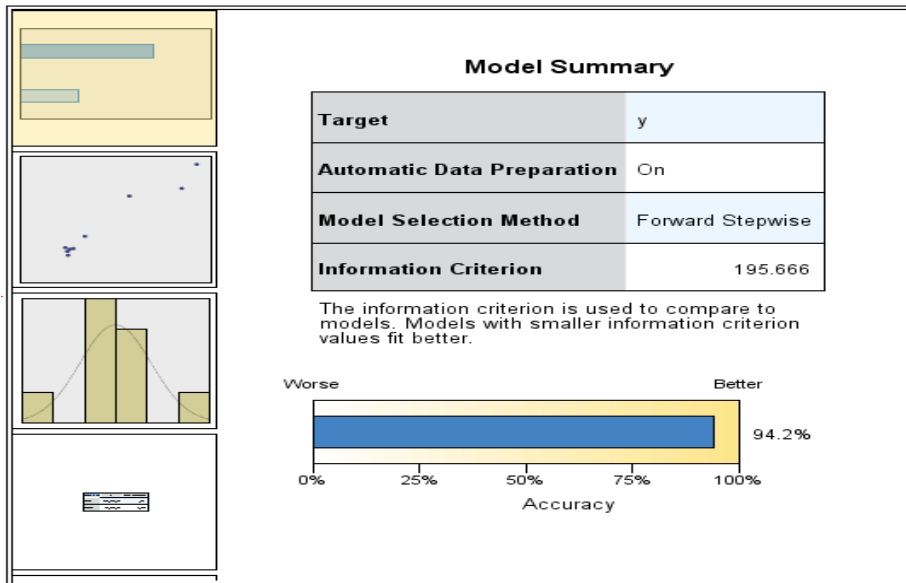 Model Summary
Target y
Automatic Data Preparation On
Model Selection Method Forward Stepwise
Information Criterion 195.666
The information criterion is used to compare to
models. Models with smaller information criterion
values fit better.
Worse Better
94.2%
0% 25% 50% 75% 100%
Accuracy